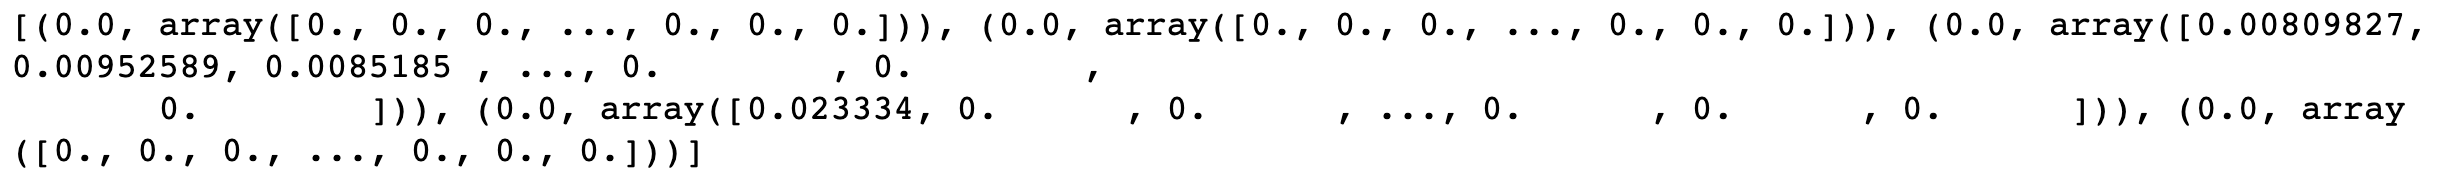 [(0.0, array([0., 0., 0., ..., 0., 0., 0.])), (0.0, array([0., 0., 0., ..., 0., 0., 0.])), (0.0, array([0.00809827,
0.00952589, 0.0085185 , ..., 0.        , 0.        ,
       0.        ])), (0.0, array([0.023334, 0.      , 0.      , ..., 0.      , 0.      , 0.      ])), (0.0, array
([0., 0., 0., ..., 0., 0., 0.]))]